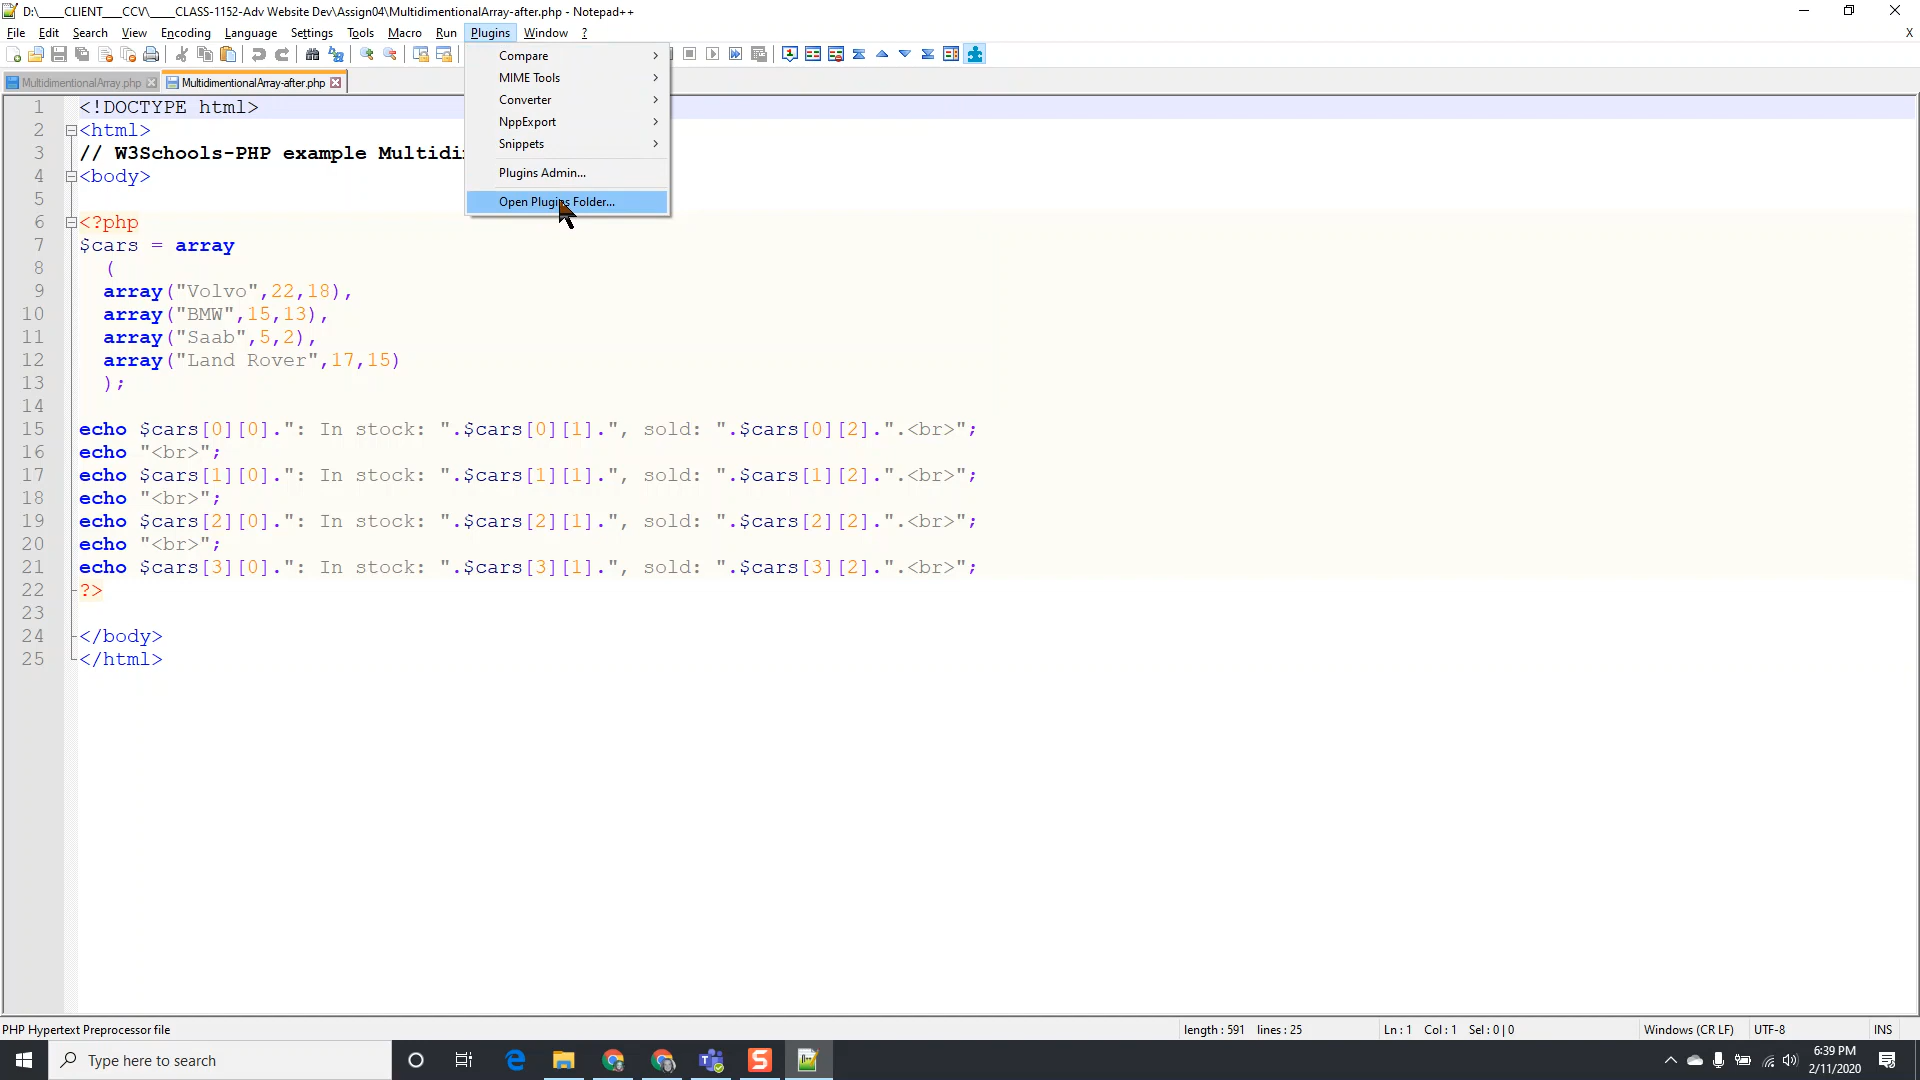 D:\____CLIENT___CCV\____CLASS-1152-Adv Website Dev\Assign04\MultidimentionalArray-after.php - Notepad++
File Edit Search View Encoding Language Settings Tools Macro Run Plugins Window ? X
MultidimentionalArray.php MultidimentionalArray-after.php
Compare
MIME Tools
Converter
NppExport
Snippets
Plugins Admin...
Open Plugins Folder...
1 <!DOCTYPE html>
2 <html>
3 // W3Schools-PHP example
4 <body>
5
6 <?php
7 $cars = array
8 (
9 array("Volvo",22,18),
10 array("BMW",15,13),
11 array("Saab",5,2),
12 array("Land Rover",17,15)
13 );
14
15 echo $cars[0][0].": In stock: ".$cars[0][1].", sold: ".$cars[0][2].".<br>";
16 echo "<br>";
17 echo $cars[1][0].": In stock: ".$cars[1][1].", sold: ".$cars[1][2].".<br>";
18 echo "<br>";
19 echo $cars[2][0].": In stock: ".$cars[2][1].", sold: ".$cars[2][2].".<br>";
20 echo "<br>";
21 echo $cars[3][0].": In stock: ".$cars[3][1].", sold: ".$cars[3][2].".<br>";
22 ?>
23
24 </body>
25 </html>
PHP Hypertext Preprocessor file length : 591 lines : 25 Ln : 1 Col : 1 Sel : 0 | 0 Windows (CR LF) UTF-8 INS
Type here to search
6:39 PM
2/11/2020